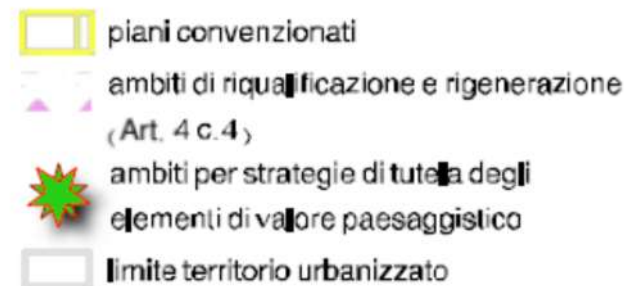 piani convenzionati
ambiti di riqualificazione e rigenerazione
(Art. 4 c.4)
ambiti per strategie di tutela degli
elementi di valore paesaggistico
limite territorio urbanizzato